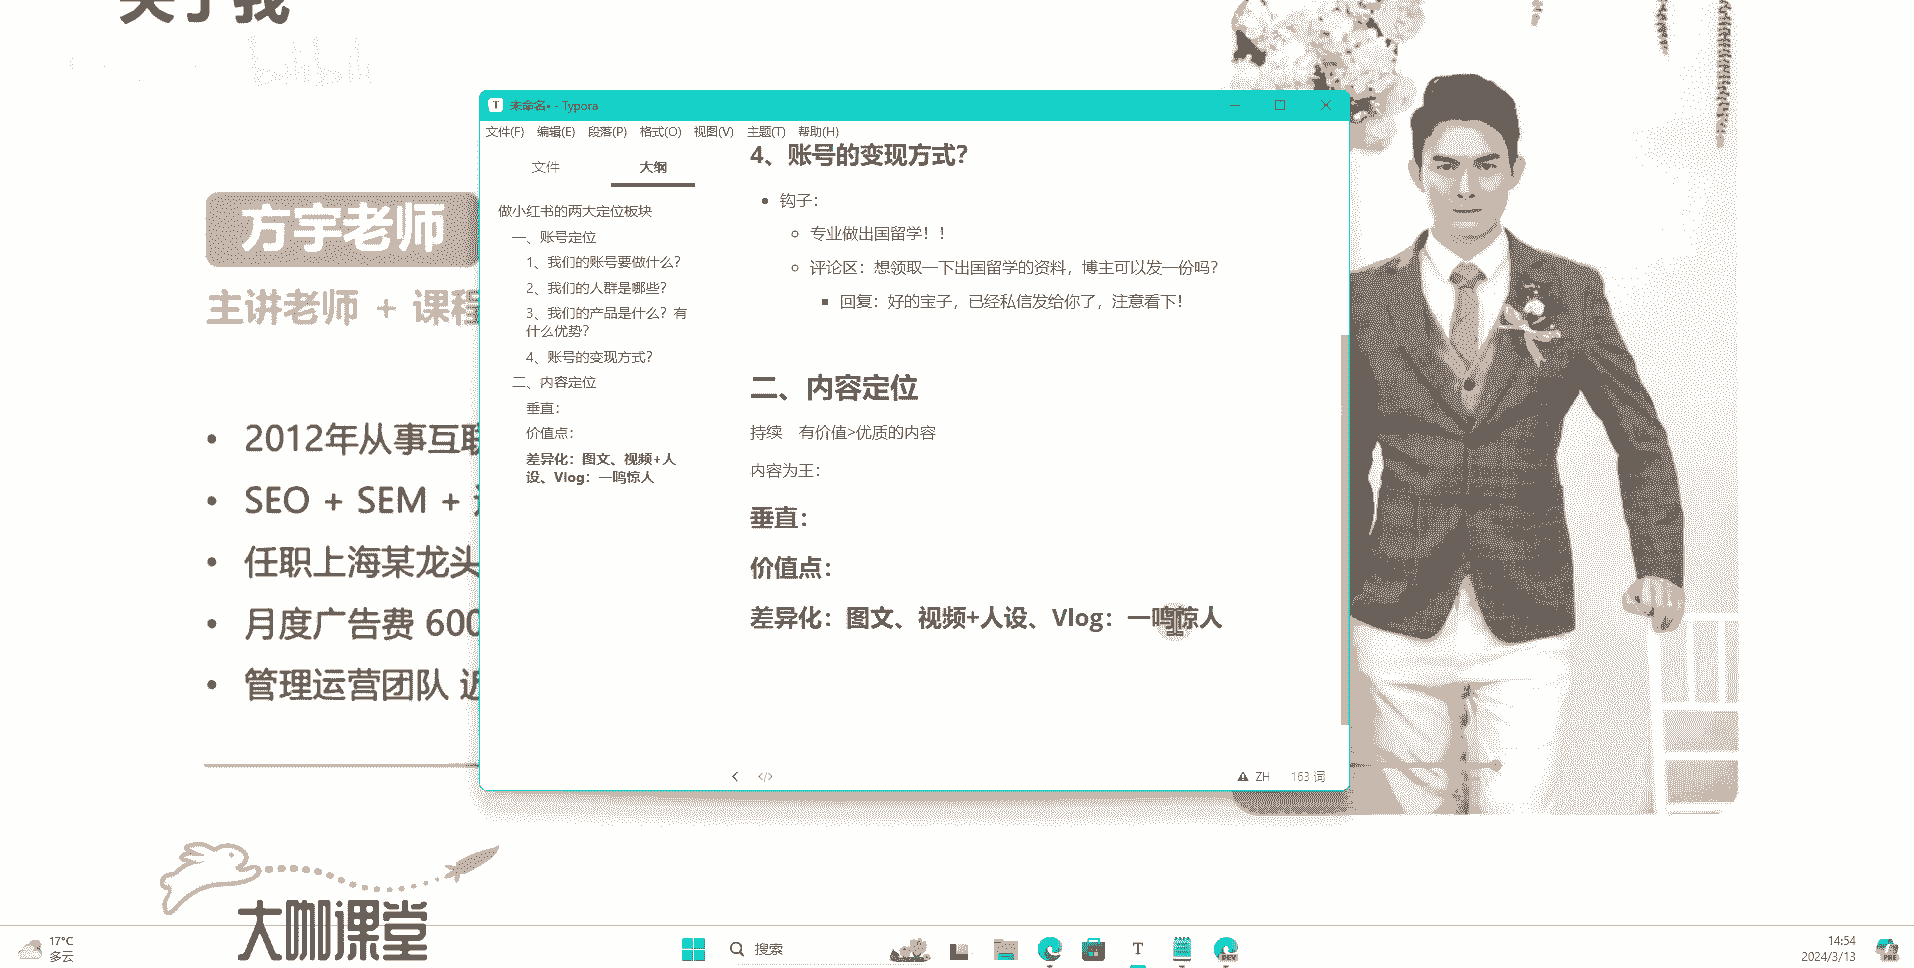 关于我
bilibili
未命名• - Typora
文件(F) 编辑(E) 段落(P) 格式(O) 视图(V) 主题(T) 帮助(H)
文件 大纲
做小红书的两大定位板块
一、账号定位
1、我们的账号要做什么？
2、我们的人群是哪些？
3、我们的产品是什么？有
什么优势？
4、账号的变现方式？
二、内容定位
垂直：
价值点：
差异化：图文、视频+人
设、Vlog：一鸣惊人
4、账号的变现方式？
钩子：
专业做出国留学！！
评论区：想领取一下出国留学的资料，博主可以发一份吗？
回复：好的宝子，已经私信发给你了，注意看下！
二、内容定位
持续 有价值>优质的内容
内容为王：
垂直：
价值点：
差异化：图文、视频+人设、Vlog：一鸣惊人
ZH 163 词
方宇老师
主讲老师 + 课程
• 2012年从事互联
• SEO + SEM +
• 任职上海某龙头
• 月度广告费 600
• 管理运营团队 近
大咖课堂
17°C
多云
搜索
T
DEV
14:54
2024/3/13
PRE